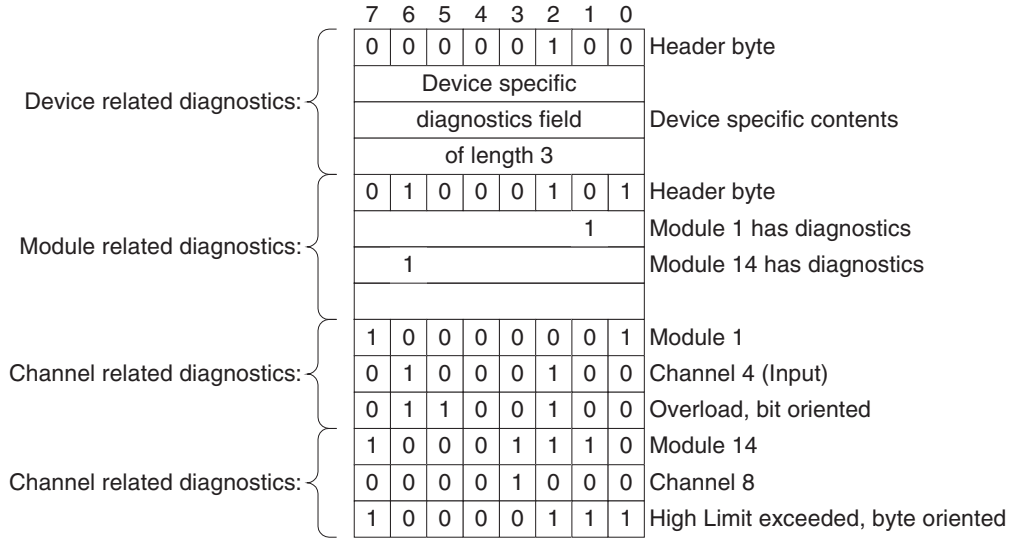 7 6 5 4 3 2 1 0
0 0 0 0 0 1 0 0 Header byte
Device related diagnostics:
Device specific
diagnostics field
of length 3
Device specific contents
0 1 0 0 0 1 0 1 Header byte
Module related diagnostics:
1 Module 1 has diagnostics
1 Module 14 has diagnostics
1 0 0 0 0 0 0 1 Module 1
Channel related diagnostics: 0 1 0 0 0 1 0 0 Channel 4 (Input)
0 1 1 0 0 1 0 0 Overload, bit oriented
1 0 0 0 1 1 1 0 Module 14
Channel related diagnostics: 0 0 0 0 1 0 0 0 Channel 8
1 0 0 0 0 1 1 1 High Limit exceeded, byte oriented